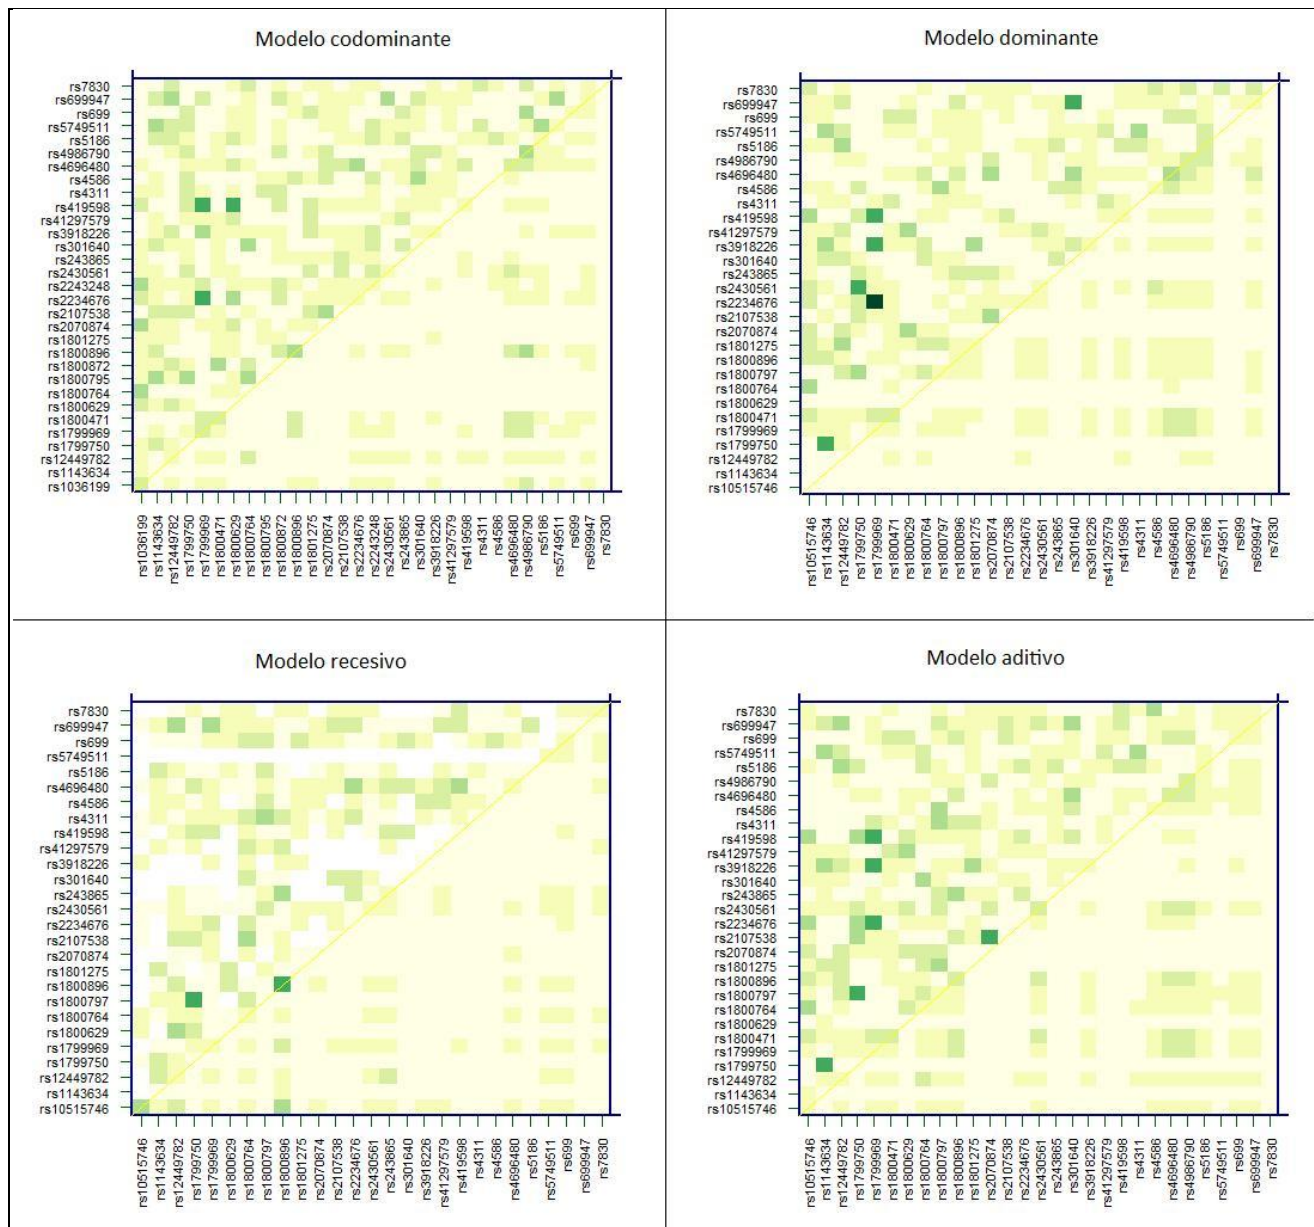 Modelo codominante
rs7830
rs699947
rs699
rs5749511
rs5186
rs4986790
rs4696480
rs4586
rs4311
rs419598
rs41297579
rs3918226
rs301640
rs243865
rs2430561
rs2243248
rs2234676
rs2107538
rs2070874
rs1801275
rs1800896
rs1800872
rs1800795
rs1800764
rs1800629
rs1800471
rs1799969
rs1799750
rs12449782
rs1143634
rs1036199
rs1036199
rs1143634
rs12449782
rs1799750
rs1799969
rs1800471
rs1800629
rs1800764
rs1800795
rs1800872
rs1800896
rs1801275
rs2070874
rs2107538
rs2234676
rs2243248
rs2430561
rs243865
rs301640
rs3918226
rs41297579
rs419598
rs4311
rs4586
rs4696480
rs4986790
rs5186
rs5749511
rs699
rs699947
rs7830
Modelo dominante
rs7830
rs699947
rs699
rs5749511
rs5186
rs4986790
rs4696480
rs4586
rs4311
rs419598
rs41297579
rs3918226
rs301640
rs243865
rs2430561
rs2234676
rs2107538
rs2070874
rs1801275
rs1800896
rs1800797
rs1800764
rs1800629
rs1800471
rs1799969
rs1799750
rs12449782
rs1143634
rs10515746
rs10515746
rs1143634
rs12449782
rs1799750
rs1799969
rs1800471
rs1800629
rs1800764
rs1800797
rs1800896
rs1801275
rs2070874
rs2107538
rs2234676
rs2430561
rs243865
rs301640
rs3918226
rs41297579
rs419598
rs4311
rs4586
rs4696480
rs4986790
rs5186
rs5749511
rs699
rs699947
rs7830
Modelo recesivo
rs7830
rs699947
rs699
rs5749511
rs5186
rs4696480
rs4586
rs4311
rs419598
rs41297579
rs3918226
rs301640
rs243865
rs2430561
rs2234676
rs2107538
rs2070874
rs1801275
rs1800896
rs1800797
rs1800764
rs1800629
rs1799969
rs1799750
rs12449782
rs1143634
rs10515746
rs10515746
rs1143634
rs12449782
rs1799750
rs1799969
rs1800629
rs1800764
rs1800797
rs1800896
rs1801275
rs2070874
rs2107538
rs2234676
rs2430561
rs243865
rs301640
rs3918226
rs41297579
rs419598
rs4311
rs4586
rs4696480
rs5186
rs5749511
rs699
rs699947
rs7830
Modelo aditivo
rs7830
rs699947
rs699
rs5749511
rs5186
rs4986790
rs4696480
rs4586
rs4311
rs419598
rs41297579
rs3918226
rs301640
rs243865
rs2430561
rs2234676
rs2107538
rs2070874
rs1801275
rs1800896
rs1800797
rs1800764
rs1800629
rs1800471
rs1799969
rs1799750
rs12449782
rs1143634
rs10515746
rs10515746
rs1143634
rs12449782
rs1799750
rs1799969
rs1800471
rs1800629
rs1800764
rs1800797
rs1800896
rs1801275
rs2070874
rs2107538
rs2234676
rs2430561
rs243865
rs301640
rs3918226
rs41297579
rs419598
rs4311
rs4586
rs4696480
rs4986790
rs5186
rs5749511
rs699
rs699947
rs7830